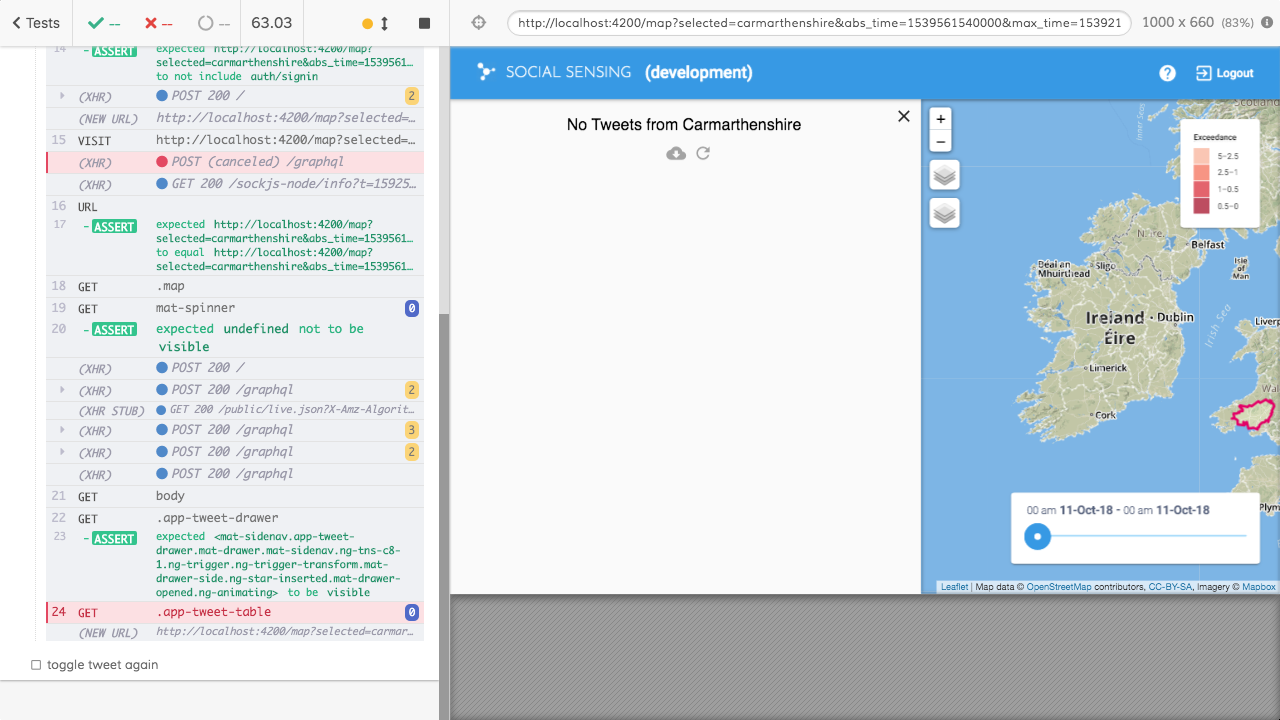 Tests
--
--
--
63.03
http://localhost:4200/map?selected=carmarthenshire&abs_time=1539561540000&max_time=153921
1000 x 660 (83%)
14 - ASSERT expected http://localhost:4200/map?
selected=carmarthenshire&abs_time=1539561…
to not include auth/signin
(XHR) POST 200 / 2
(NEW URL) http://localhost:4200/map?selected=…
15 VISIT http://localhost:4200/map?selected=…
(XHR) POST (canceled) /graphql
(XHR) GET 200 /sockjs-node/info?t=15925…
16 URL
17 - ASSERT expected http://localhost:4200/map?
selected=carmarthenshire&abs_time=1539561…
to equal http://localhost:4200/map?
selected=carmarthenshire&abs_time=1539561…
18 GET .map
19 GET mat-spinner 0
20 - ASSERT expected undefined not to be
visible
(XHR) POST 200 /
(XHR) POST 200 /graphql 2
(XHR STUB) GET 200 /public/live.json?X-Amz-Algorit…
(XHR) POST 200 /graphql 3
(XHR) POST 200 /graphql 2
(XHR) POST 200 /graphql
21 GET body
22 GET .app-tweet-drawer
23 - ASSERT expected <mat-sidenav.app-tweet-
drawer.mat-drawer.mat-sidenav.ng-tns-c8-
1.ng-trigger.ng-trigger-transform.mat-
drawer-side.ng-star-inserted.mat-drawer-
opened.ng-animating> to be visible
24 GET .app-tweet-table 0
(NEW URL) http://localhost:4200/map?selected=carmar…
toggle tweet again
SOCIAL SENSING (development)
? Logout
No Tweets from Carmarthenshire
+
−
Inner Seas
Exceedance
5–2.5
2.5–1
1–0.5
0.5–0
N. Ire.
Belfast
Dún na nGall
Sligo
Isle
of
Man
Ireland
Éire
Dublin
Irish Sea
Liverp
Limerick
Wal
Cork
Plym
00 am 11-Oct-18 - 00 am 11-Oct-18
Leaflet | Map data © OpenStreetMap contributors, CC-BY-SA, Imagery © Mapbox